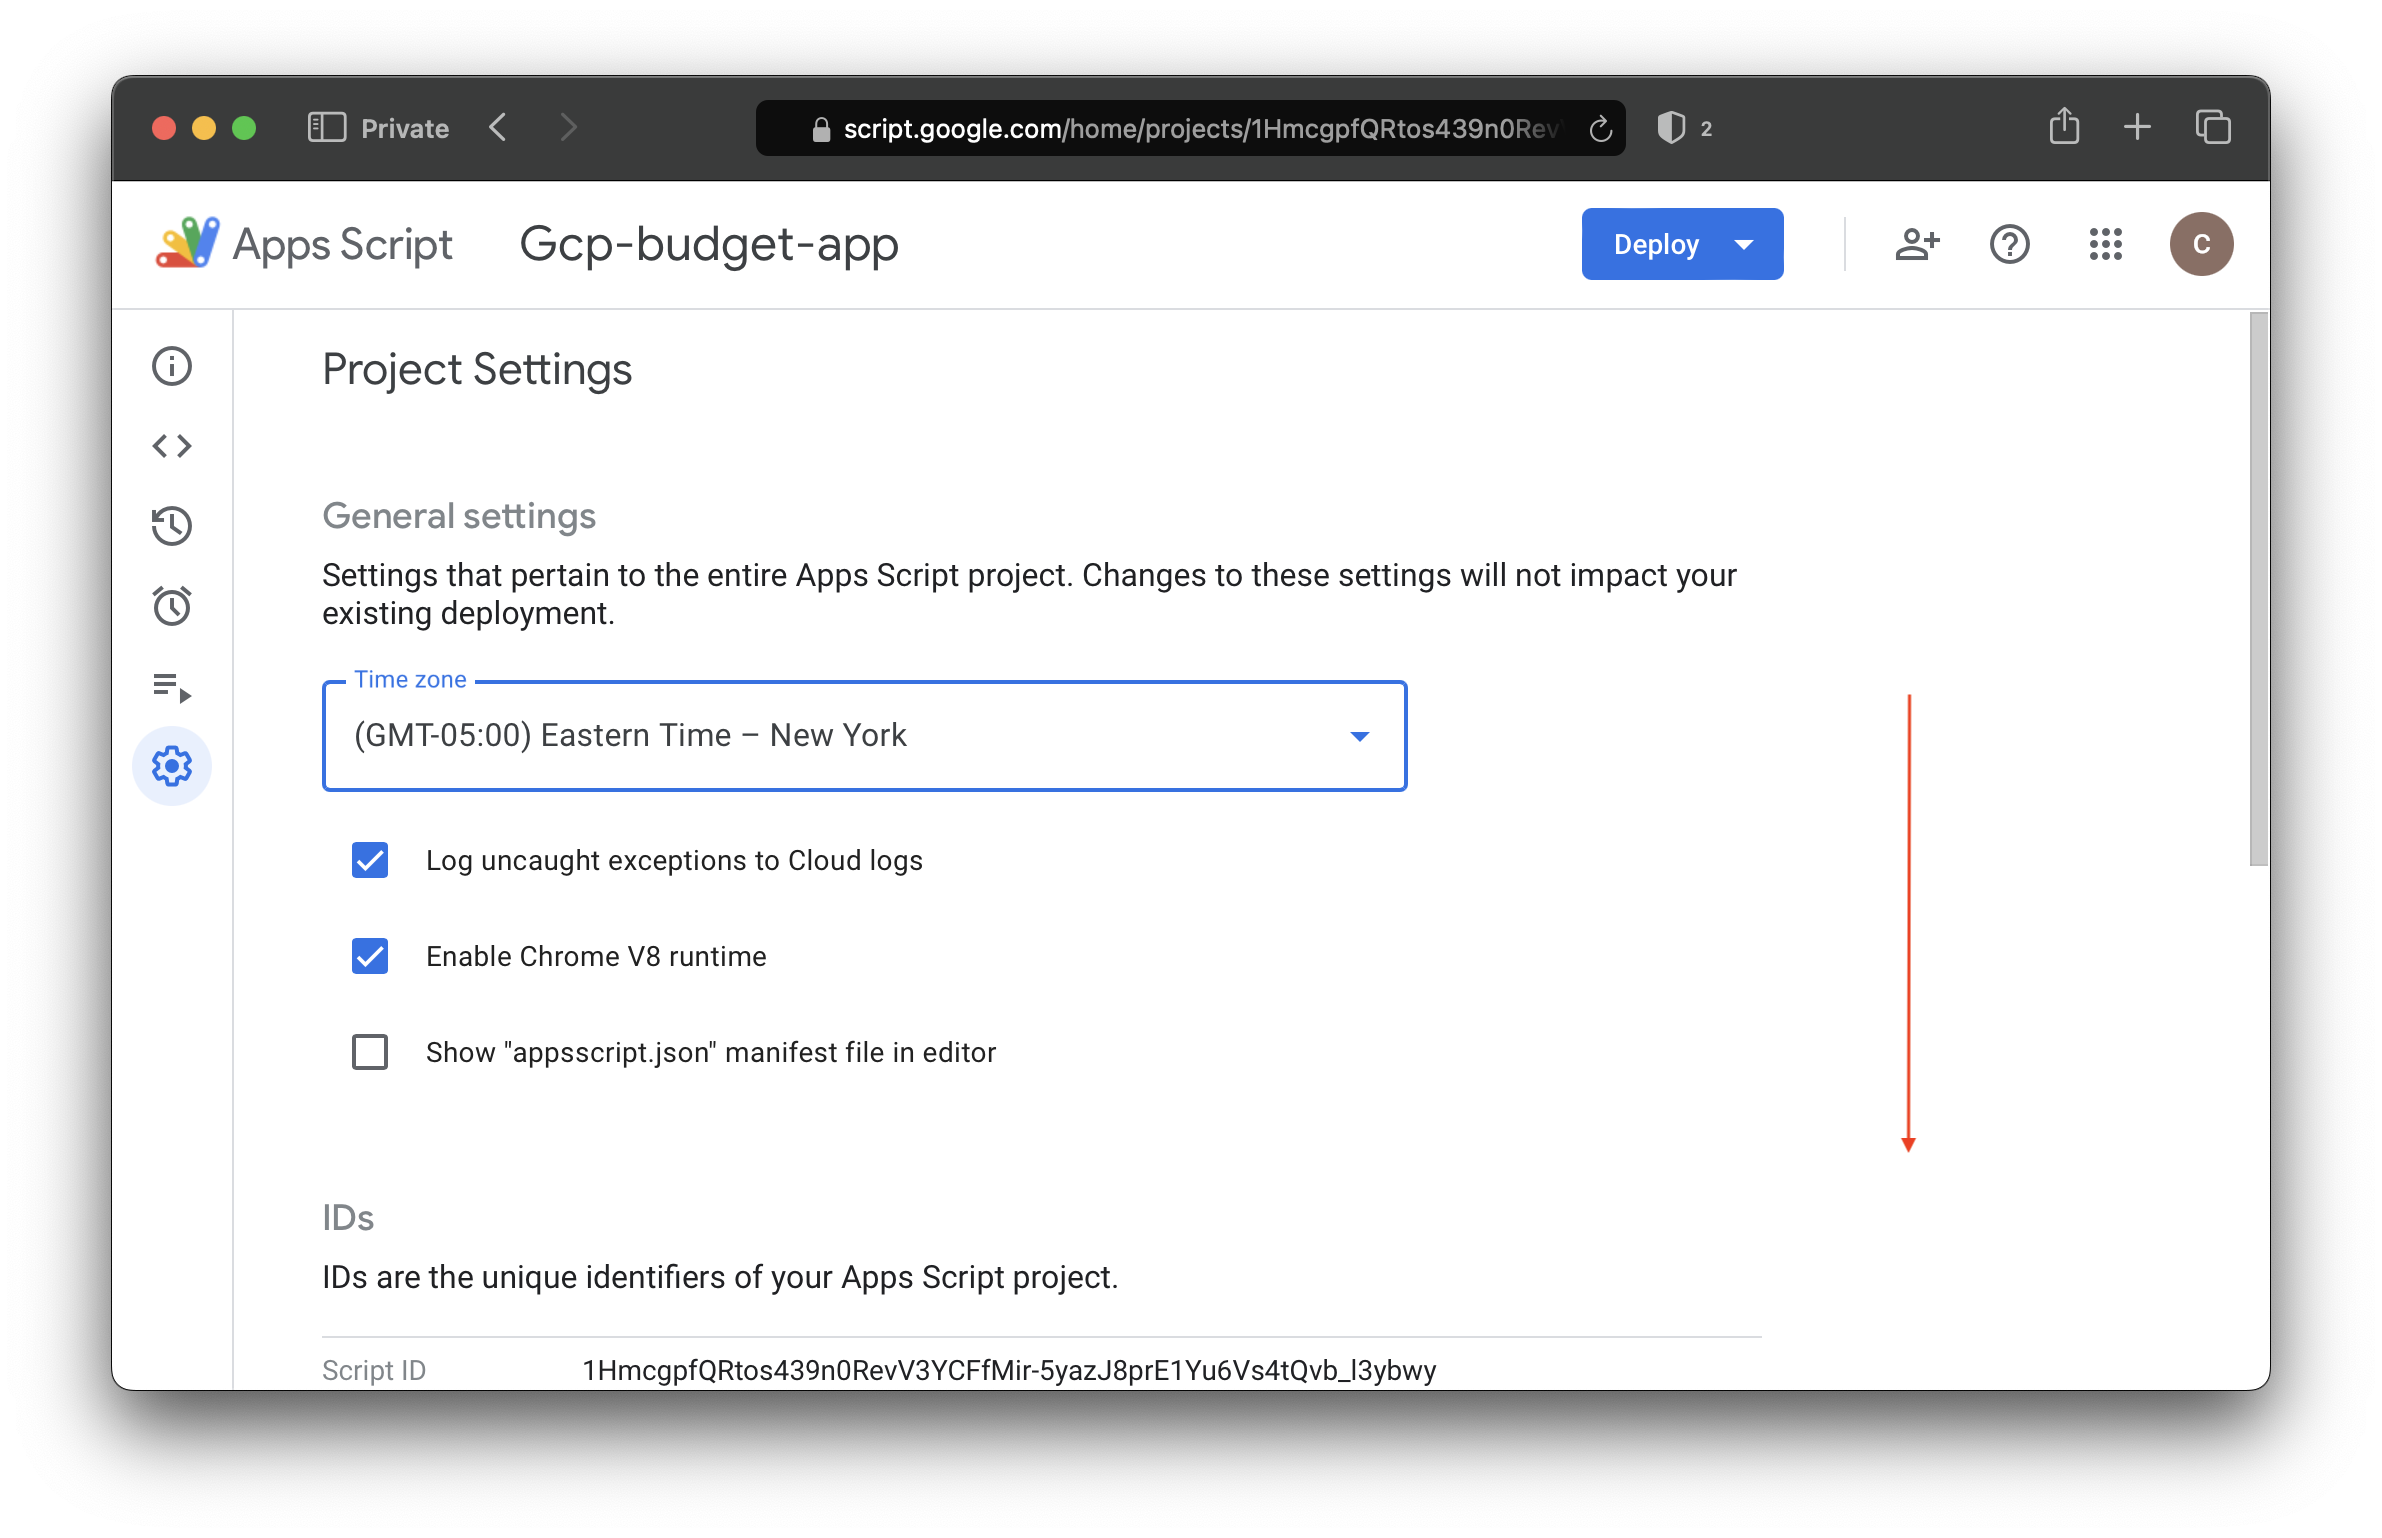 Private
script.google.com/home/projects/1HmcgpfQRtos439n0Rev
2
Apps Script
Gcp-budget-app
Deploy
C
Project Settings
General settings
Settings that pertain to the entire Apps Script project. Changes to these settings will not impact your
existing deployment.
Time zone
(GMT-05:00) Eastern Time – New York
Log uncaught exceptions to Cloud logs
Enable Chrome V8 runtime
Show "appsscript.json" manifest file in editor
IDs
IDs are the unique identifiers of your Apps Script project.
Script ID 1HmcgpfQRtos439n0RevV3YCFfMir-5yazJ8prE1Yu6Vs4tQvb_l3ybwy